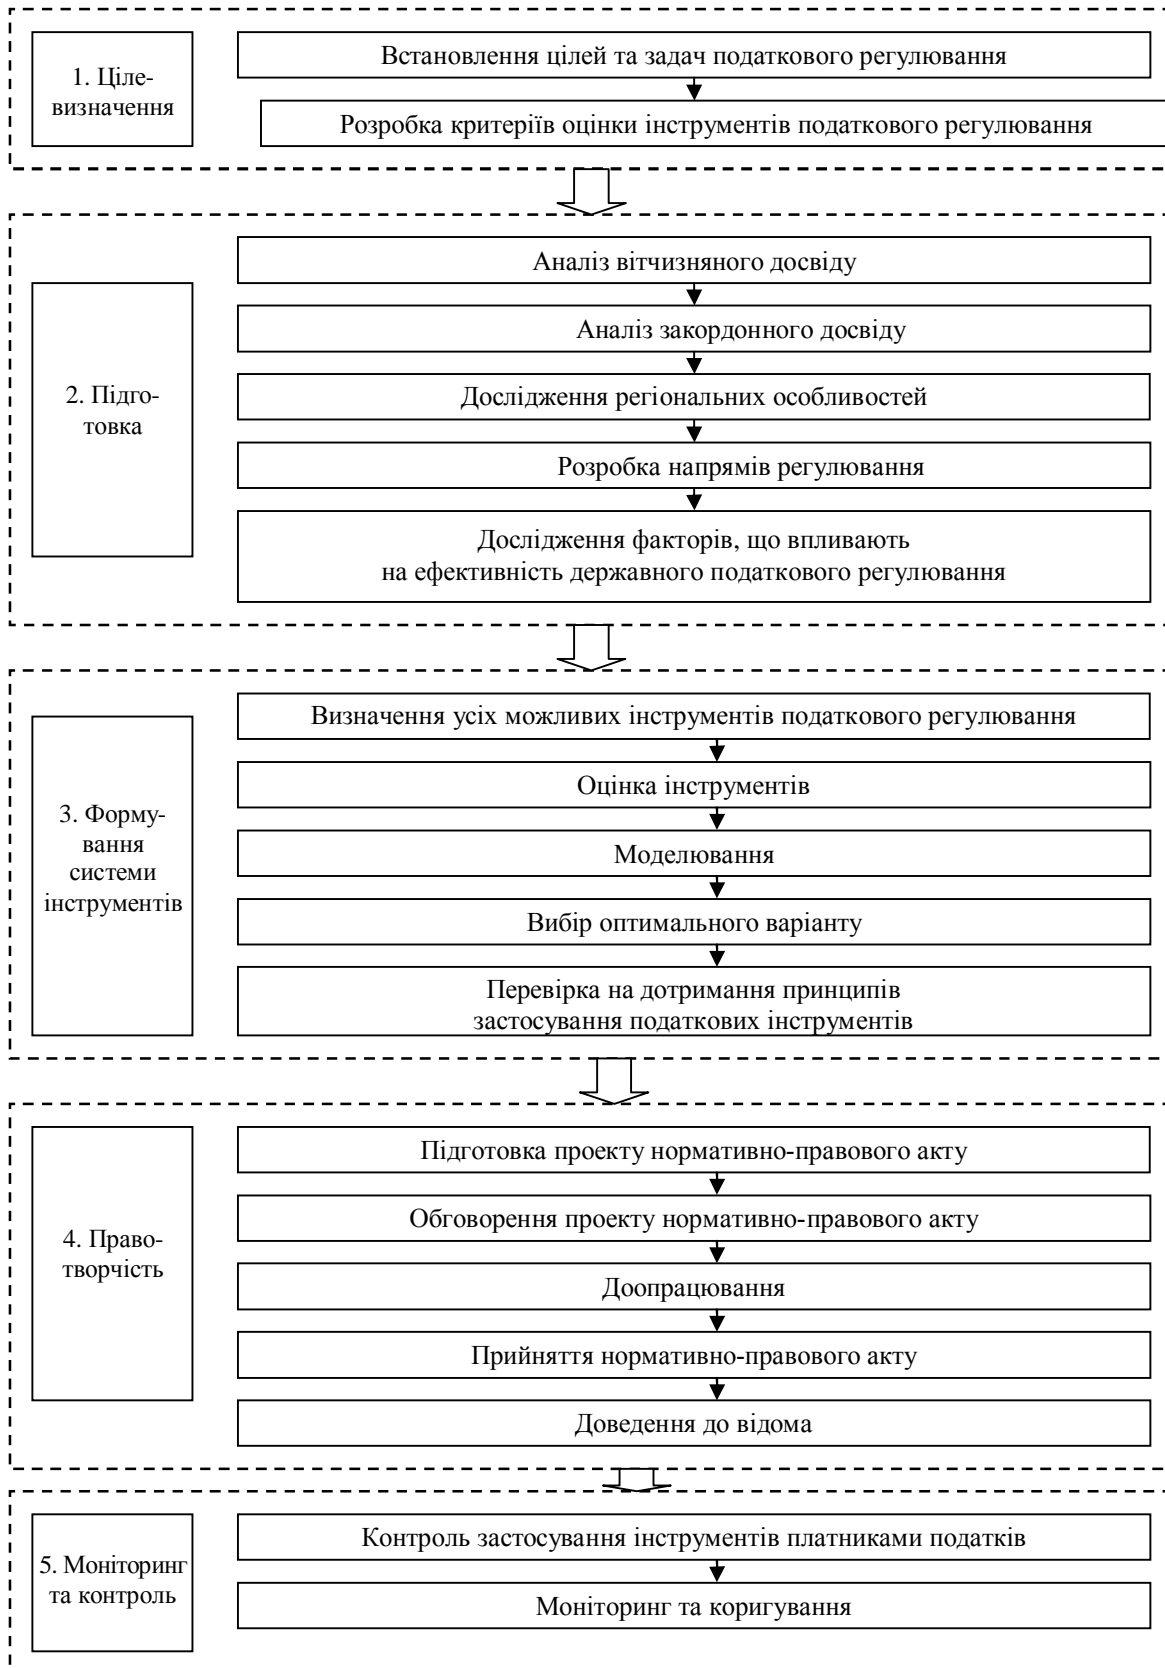 1. Ціле-
визначення
Встановлення цілей та задач податкового регулювання
Розробка критеріїв оцінки інструментів податкового регулювання
2. Підго-
товка
Аналіз вітчизняного досвіду
Аналіз закордонного досвіду
Дослідження регіональних особливостей
Розробка напрямів регулювання
Дослідження факторів, що впливають
на ефективність державного податкового регулювання
3. Форму-
вання
системи
інструментів
Визначення усіх можливих інструментів податкового регулювання
Оцінка інструментів
Моделювання
Вибір оптимального варіанту
Перевірка на дотримання принципів
застосування податкових інструментів
4. Право-
творчість
Підготовка проекту нормативно-правового акту
Обговорення проекту нормативно-правового акту
Доопрацювання
Прийняття нормативно-правового акту
Доведення до відома
5. Моніторинг
та контроль
Контроль застосування інструментів платниками податків
Моніторинг та коригування